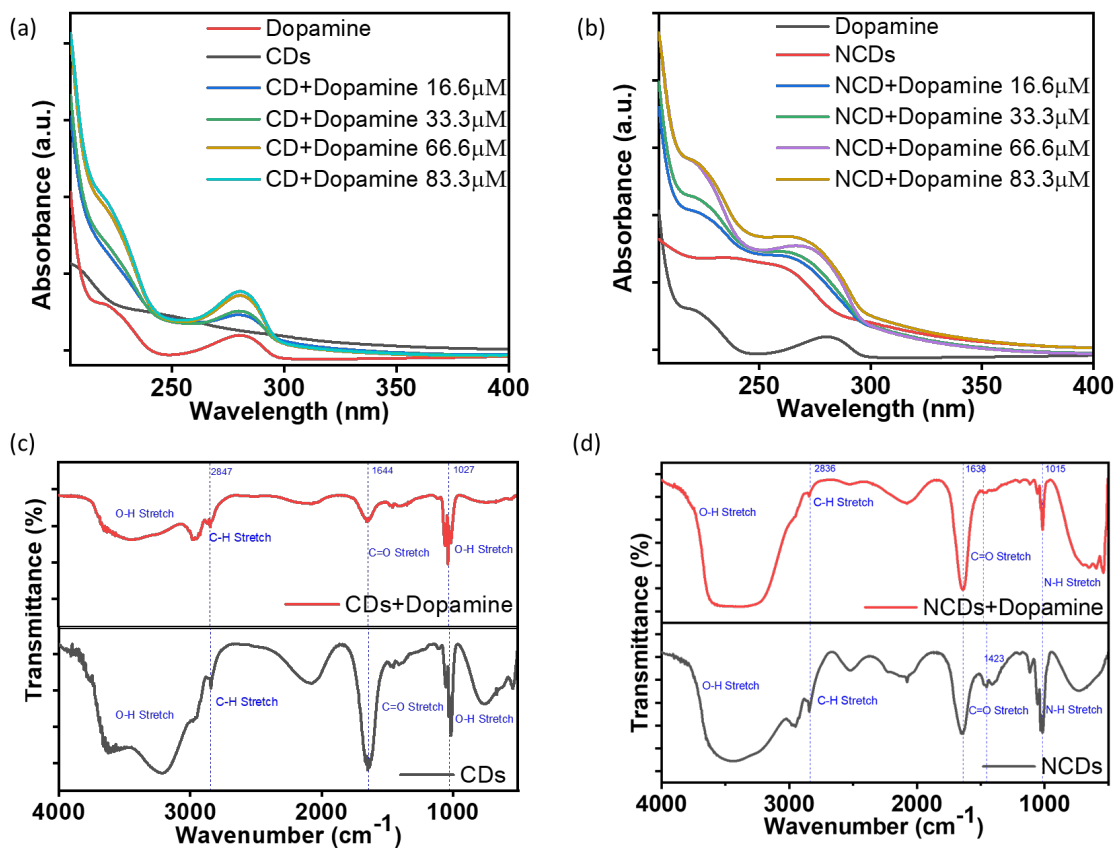 (a)
Dopamine
CDs
CD+Dopamine 16.6μM
CD+Dopamine 33.3μM
CD+Dopamine 66.6μM
CD+Dopamine 83.3μM
Absorbance (a.u.)
250
300
350
400
Wavelength (nm)
(b)
Dopamine
NCDs
NCD+Dopamine 16.6μM
NCD+Dopamine 33.3μM
NCD+Dopamine 66.6μM
NCD+Dopamine 83.3μM
Absorbance (a.u.)
250
300
350
400
Wavelength (nm)
(c)
2847
1644
1027
O-H Stretch
C-H Stretch
C=O Stretch
O-H Stretch
CDs+Dopamine
Transmittance (%)
O-H Stretch
C-H Stretch
C=O Stretch
O-H Stretch
CDs
4000
3000
2000
1000
Wavenumber (cm-1)
(d)
2836
1638
1015
O-H Stretch
C-H Stretch
C=O Stretch
N-H Stretch
NCDs+Dopamine
Transmittance (%)
1423
O-H Stretch
C-H Stretch
C=O Stretch
N-H Stretch
NCDs
4000
3000
2000
1000
Wavenumber (cm-1)